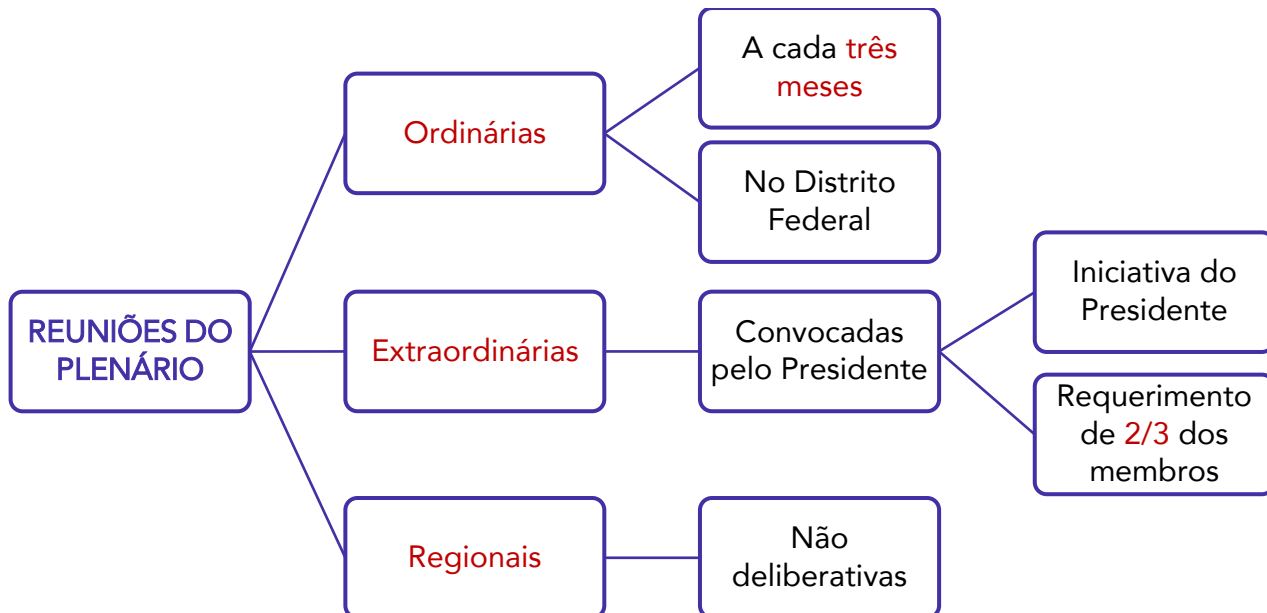 REUNIÕES DO
PLENÁRIO
Ordinárias
A cada três
meses
No Distrito
Federal
Extraordinárias
Convocadas
pelo Presidente
Iniciativa do
Presidente
Requerimento
de 2/3 dos
membros
Regionais
Não
deliberativas